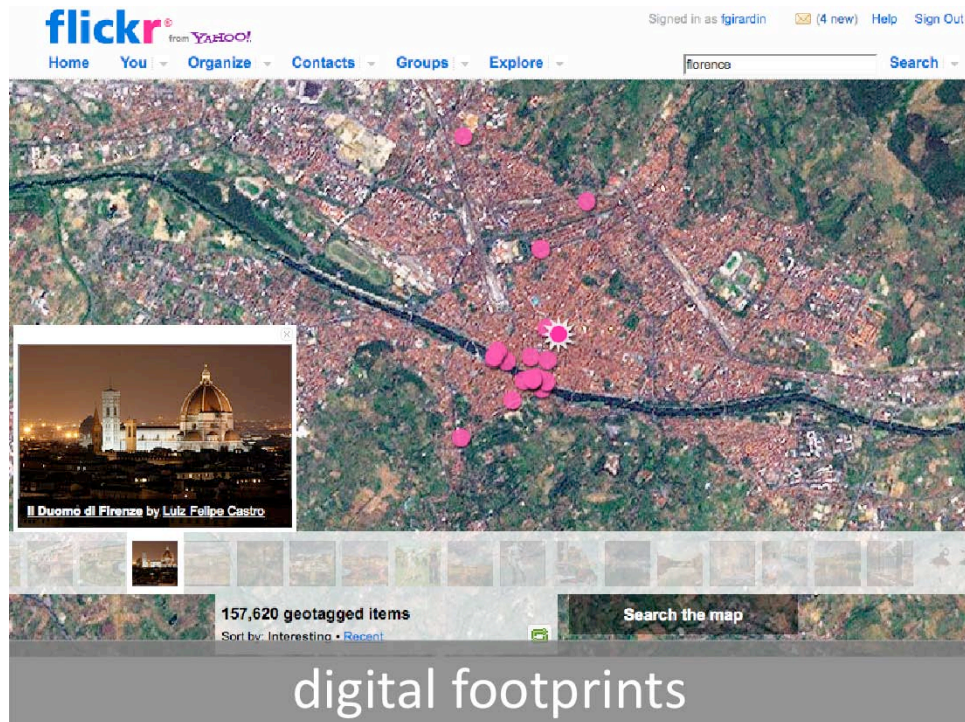 flickr® from YAHOO!
Signed in as fgirardin (4 new) Help Sign Out
Home You Organize Contacts Groups Explore florence Search
Il Duomo di Firenze by Luiz Felipe Castro
157,620 geotagged items
Search the map
Sort by: Interesting • Recent
digital footprints